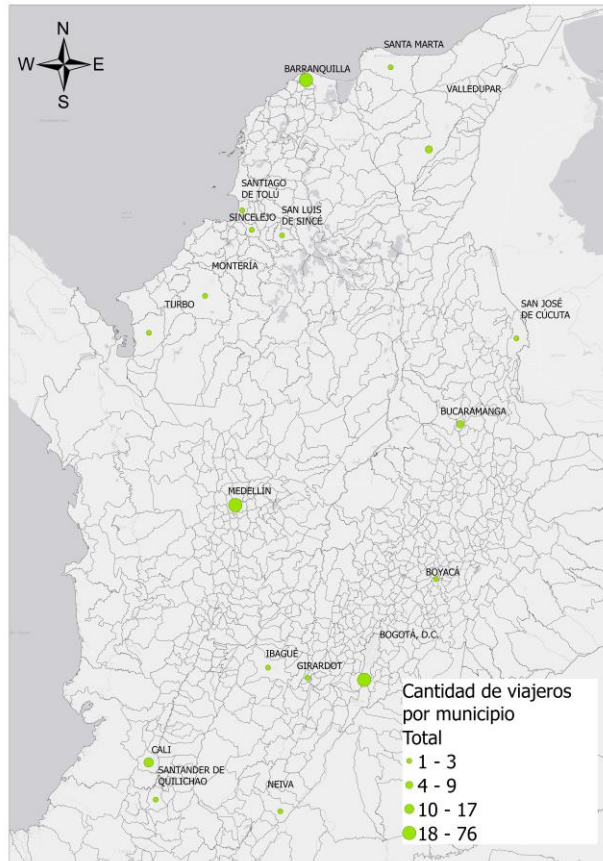 N
W E
S
SANTA MARTA
BARRANQUILLA
VALLEDUPAR
SANTIAGO
DE TOLÚ
SINCELEJO
SAN LUIS
DE SINCÉ
MONTERÍA
TURBO
SAN JOSÉ
DE CÚCUTA
BUCARAMANGA
MEDELLÍN
BOYACÁ
BOGOTÁ, D.C.
IBAGUÉ
GIRARDOT
CALI
SANTANDER DE
QUILICHAO
NEIVA
Cantidad de viajeros
por municipio
Total
1 - 3
4 - 9
10 - 17
18 - 76